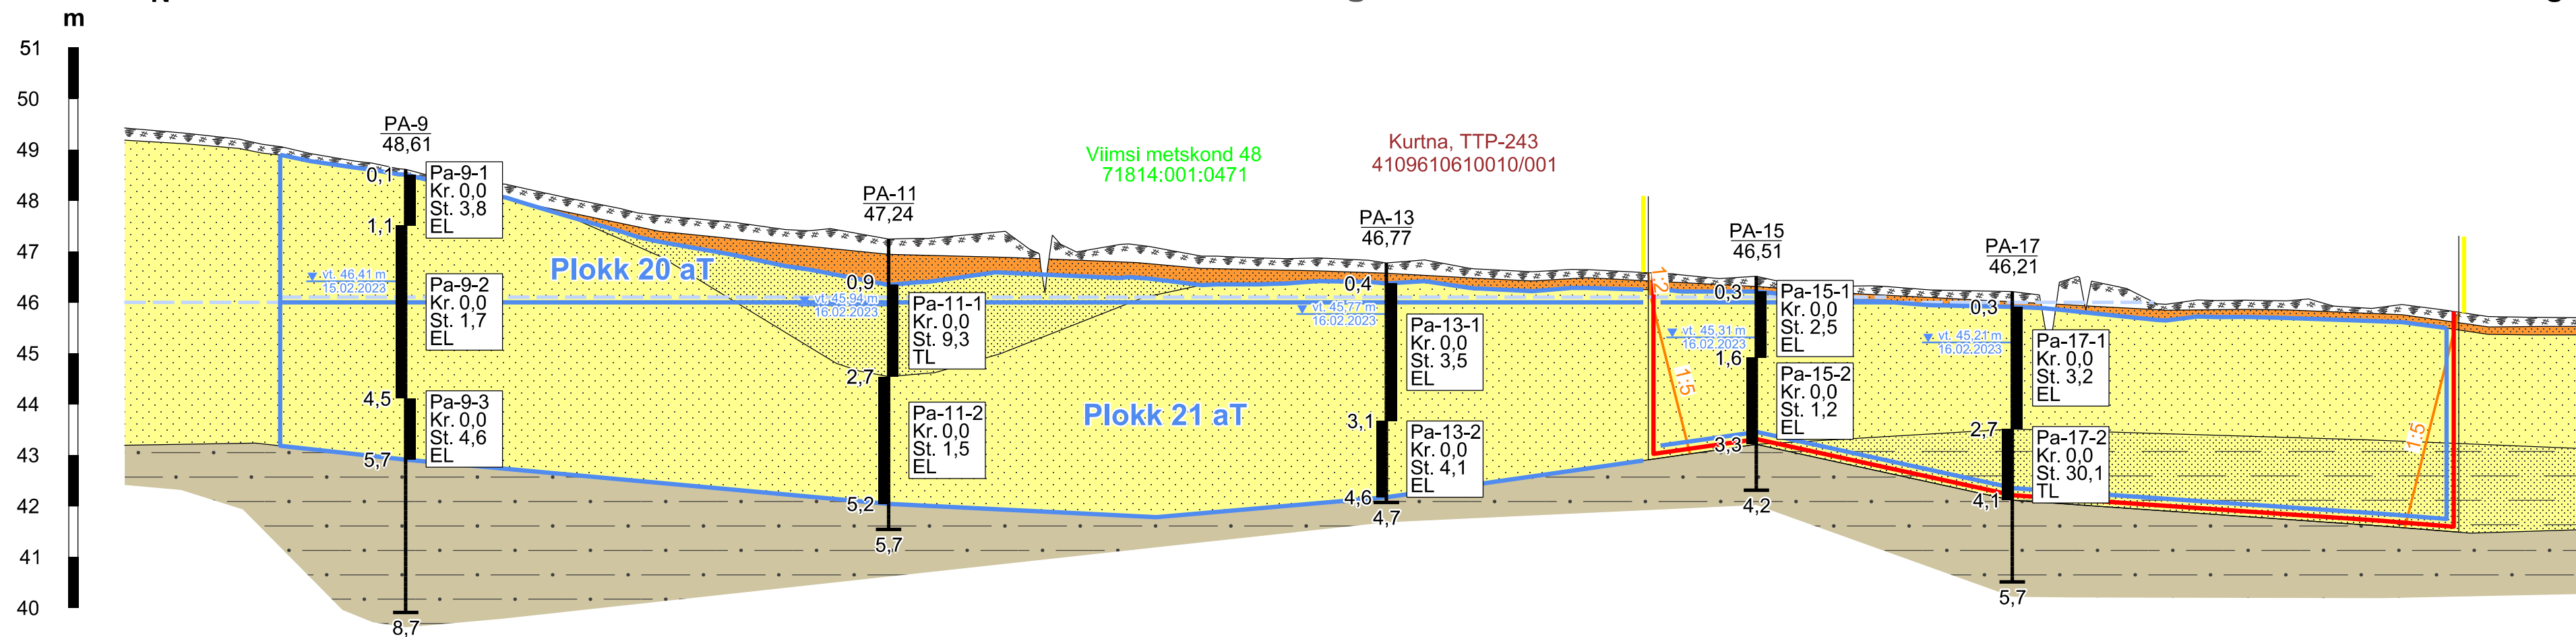 m
51
50
49
48
47
46
45
44
43
42
41
40
PA-9
48,61
0,1
1,1
4,5
5,7
8,7
Pa-9-1
Kr. 0,0
St. 3,8
EL
Pa-9-2
Kr. 0,0
St. 1,7
EL
Pa-9-3
Kr. 0,0
St. 4,6
EL
vt. 46,41 m
15.02.2023
Plokk 20 aT
PA-11
47,24
0,9
2,7
5,2
5,7
vt. 45,94 m
16.02.2023
Pa-11-1
Kr. 0,0
St. 9,3
TL
Pa-11-2
Kr. 0,0
St. 1,5
EL
Viimsi metskond 48
71814:001:0471
Plokk 21 aT
Kurtna, TTP-243
4109610610010/001
PA-13
46,77
0,4
3,1
4,6
4,7
vt. 45,77 m
16.02.2023
Pa-13-1
Kr. 0,0
St. 3,5
EL
Pa-13-2
Kr. 0,0
St. 4,1
EL
1:2
1:5
PA-15
46,51
0,3
1,6
3,3
4,2
vt. 45,31 m
16.02.2023
Pa-15-1
Kr. 0,0
St. 2,5
EL
Pa-15-2
Kr. 0,0
St. 1,2
EL
PA-17
46,21
0,3
2,7
4,1
5,7
vt. 45,21 m
16.02.2023
Pa-17-1
Kr. 0,0
St. 3,2
EL
Pa-17-2
Kr. 0,0
St. 30,1
TL
1:5